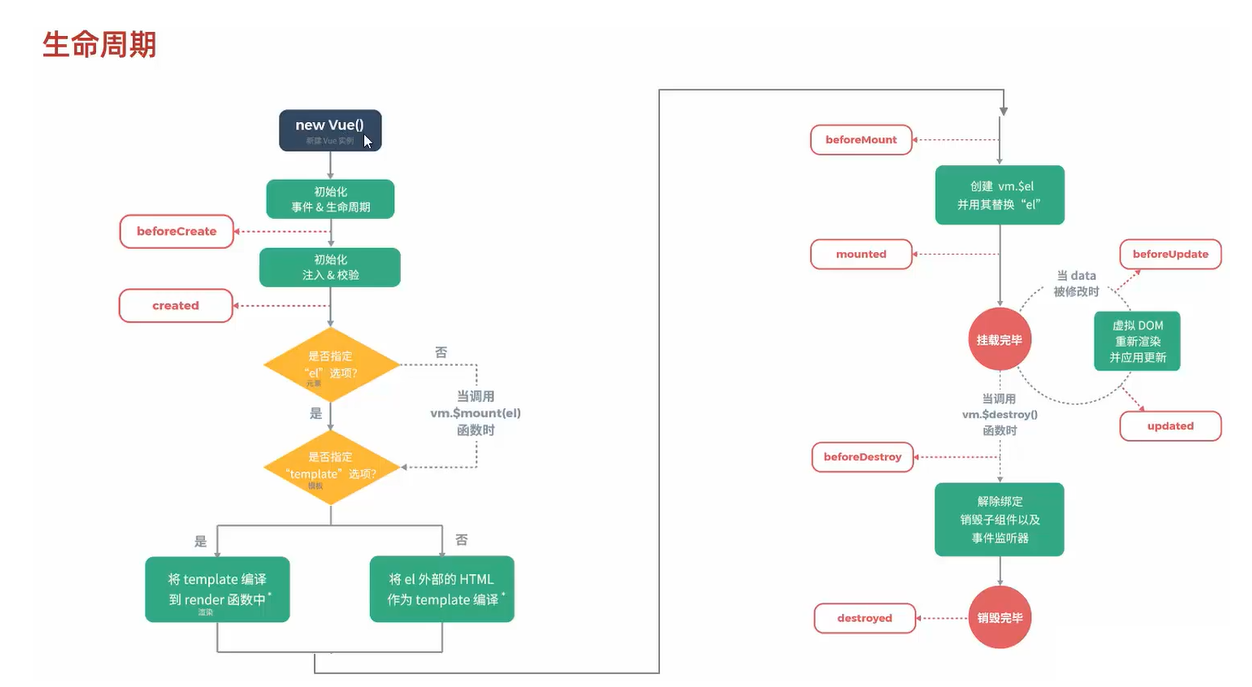 生命周期
new Vue()
新建 Vue 实例
初始化
事件 & 生命周期
beforeCreate
初始化
注入 & 校验
created
是否指定
“el”选项?
元素
否
当调用
vm.$mount(el)
函数时
是
是否指定
“template”选项?
模板
是
否
将 template 编译
到 render 函数中*
渲染
将 el 外部的 HTML
作为 template 编译*
beforeMount
创建 vm.$el
并用其替换“el”
mounted
beforeUpdate
当 data
被修改时
挂载完毕
虚拟 DOM
重新渲染
并应用更新
updated
当调用
vm.$destroy()
函数时
beforeDestroy
解除绑定
销毁子组件以及
事件监听器
destroyed
销毁完毕